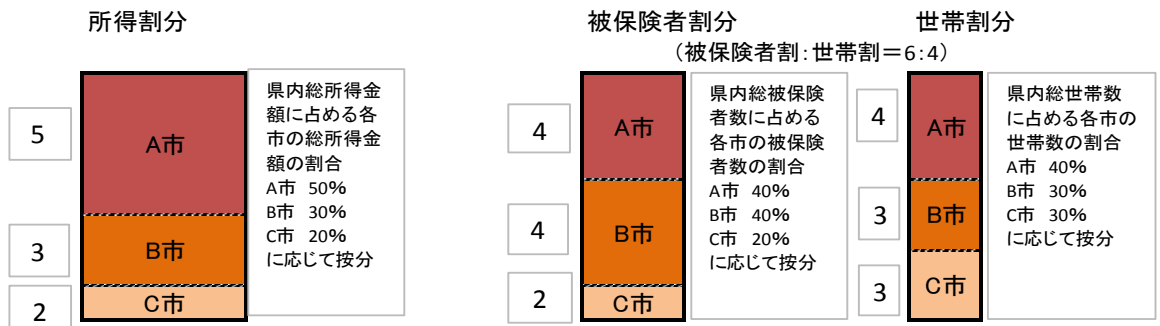 所得割分
5
3
2
A市
B市
C市
県内総所得金
額に占める各
市の総所得金
額の割合
A市 50%
B市 30%
C市 20%
に応じて按分
被保険者割分
世帯割分
（被保険者割：世帯割＝6：4）
4
4
2
A市
B市
C市
県内総被保険
者数に占める
各市の被保険
者数の割合
A市 40%
B市 40%
C市 20%
に応じて按分
4
3
3
A市
B市
C市
県内総世帯数
に占める各市の
世帯数の割合
A市 40%
B市 30%
C市 30%
に応じて按分